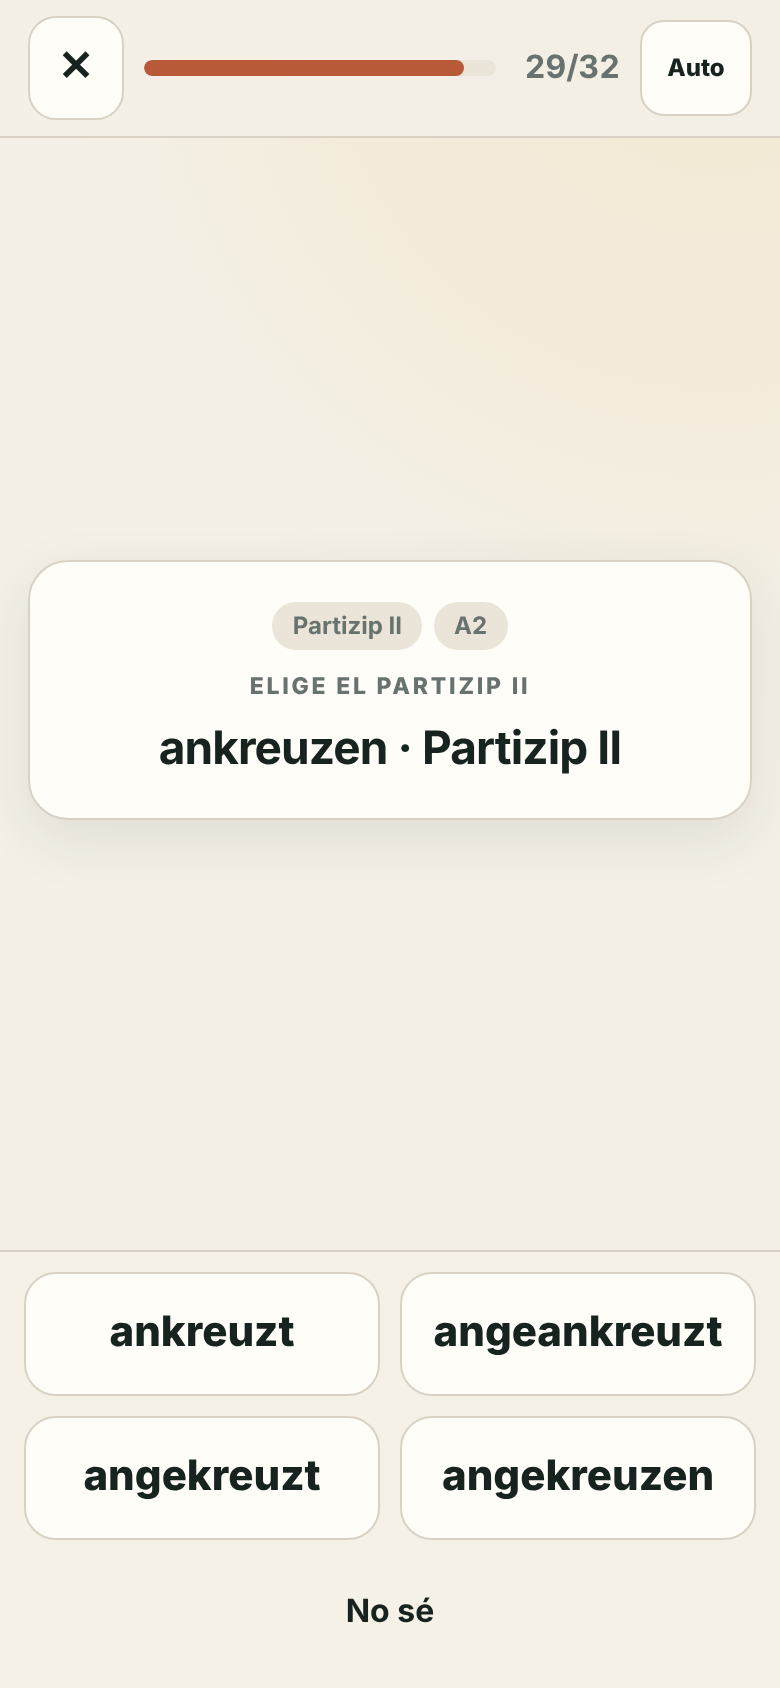 ✕
29/32
Auto
Partizip II
A2
ELIGE EL PARTIZIP II
ankreuzen · Partizip II
ankreuzt
angeankreuzt
angekreuzt
angekreuzen
No sé